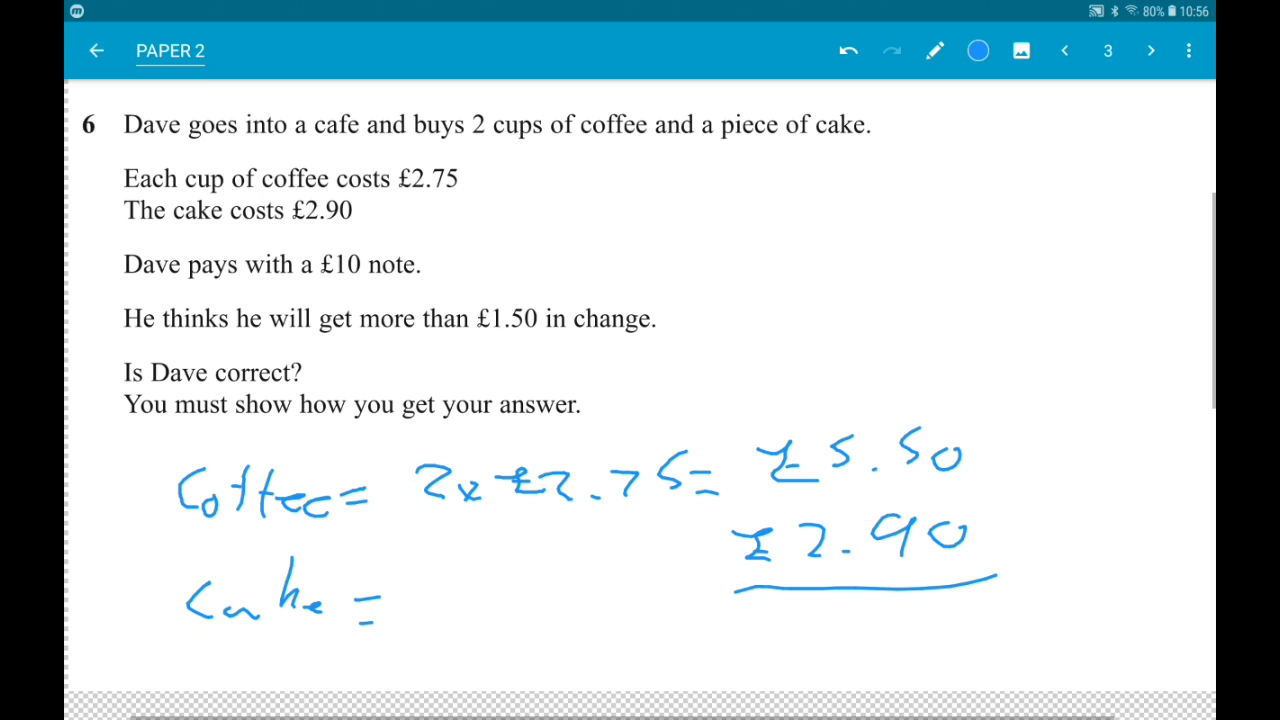 80% 10:56
PAPER 2
3
6 Dave goes into a cafe and buys 2 cups of coffee and a piece of cake.
Each cup of coffee costs £2.75
The cake costs £2.90
Dave pays with a £10 note.
He thinks he will get more than £1.50 in change.
Is Dave correct?
You must show how you get your answer.
Coffee = 2x £2.75 = £5.50
£2.90
Cake =